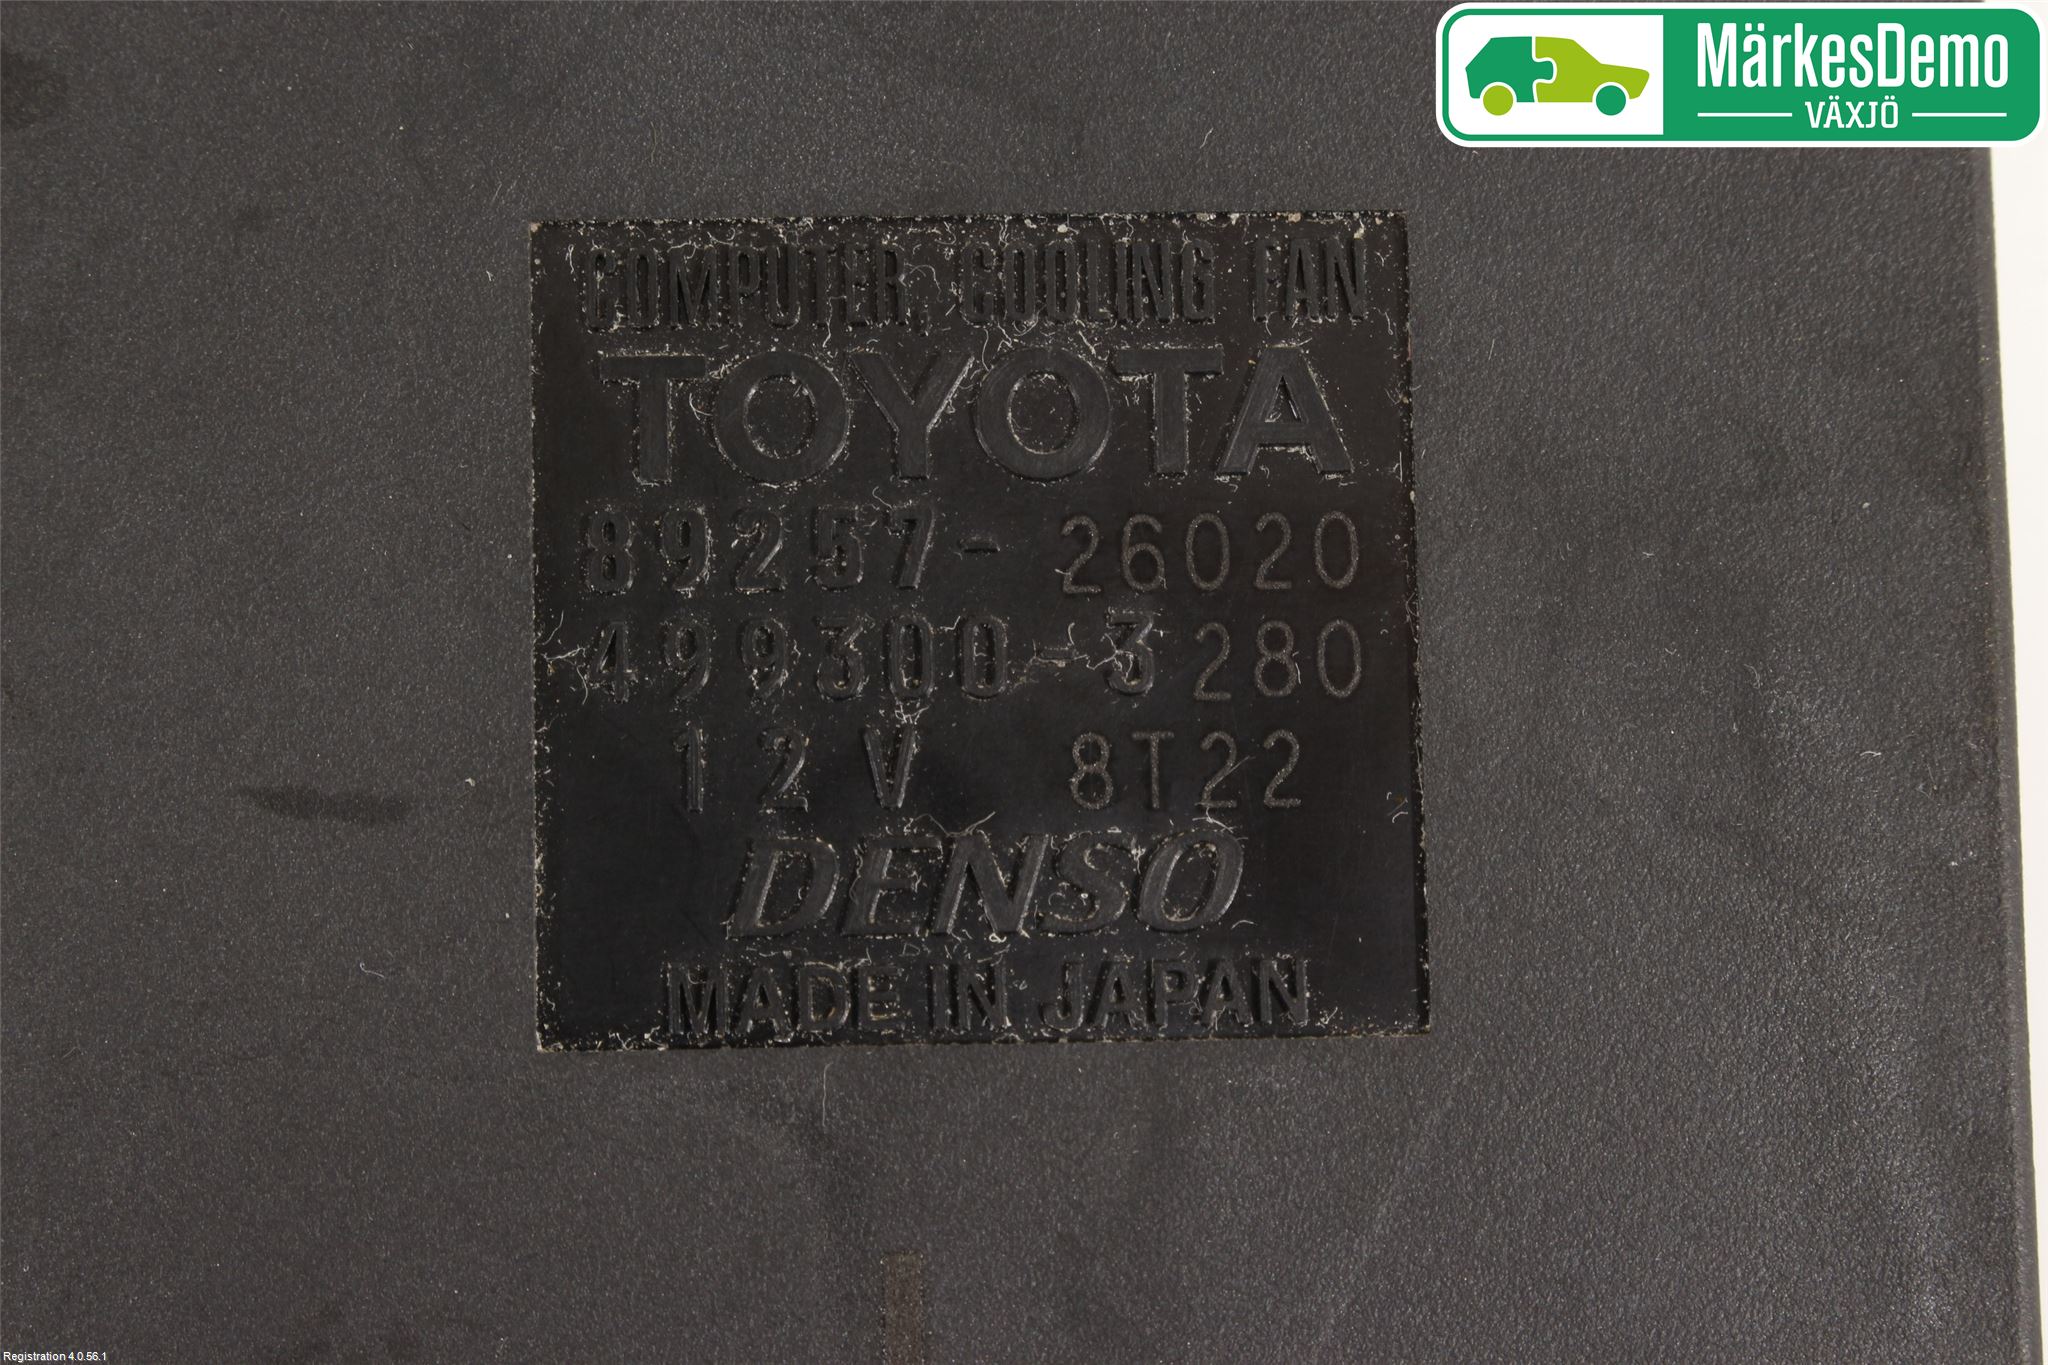 MärkesDemo
VÄXJÖ
COMPUTER, COOLING FAN
TOYOTA
89257-26020
499300-3280
12V 8T22
DENSO
MADE IN JAPAN
Registration 4.0.56.1